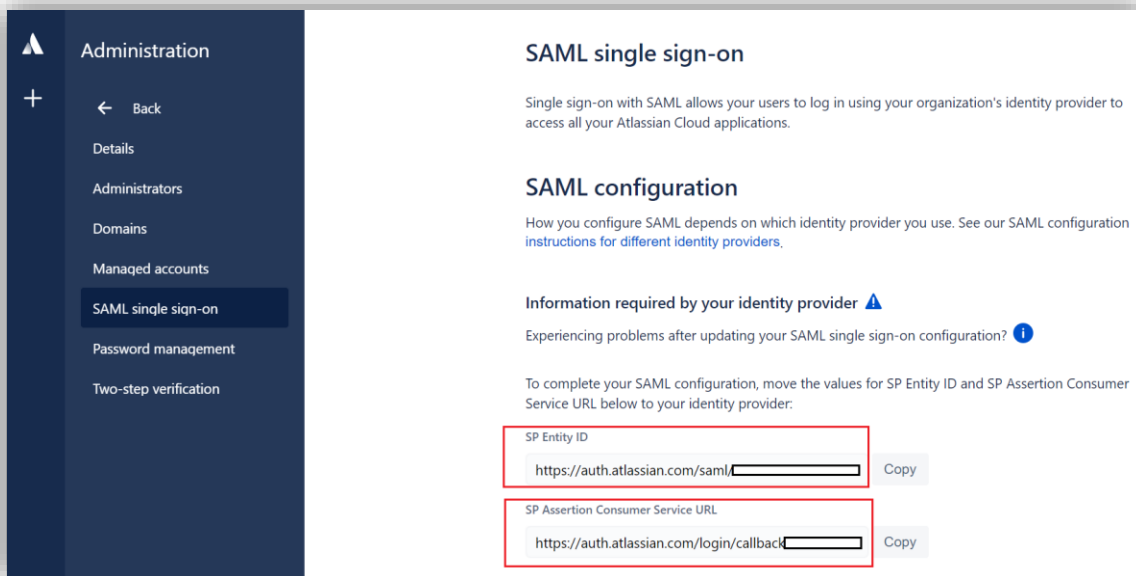 Administration
Back
Details
Administrators
Domains
Managed accounts
SAML single sign-on
Password management
Two-step verification
SAML single sign-on
Single sign-on with SAML allows your users to log in using your organization's identity provider to
access all your Atlassian Cloud applications.
SAML configuration
How you configure SAML depends on which identity provider you use. See our SAML configuration
instructions for different identity providers.
Information required by your identity provider
Experiencing problems after updating your SAML single sign-on configuration?
To complete your SAML configuration, move the values for SP Entity ID and SP Assertion Consumer
Service URL below to your identity provider:
SP Entity ID
https://auth.atlassian.com/saml/
Copy
SP Assertion Consumer Service URL
https://auth.atlassian.com/login/callback
Copy